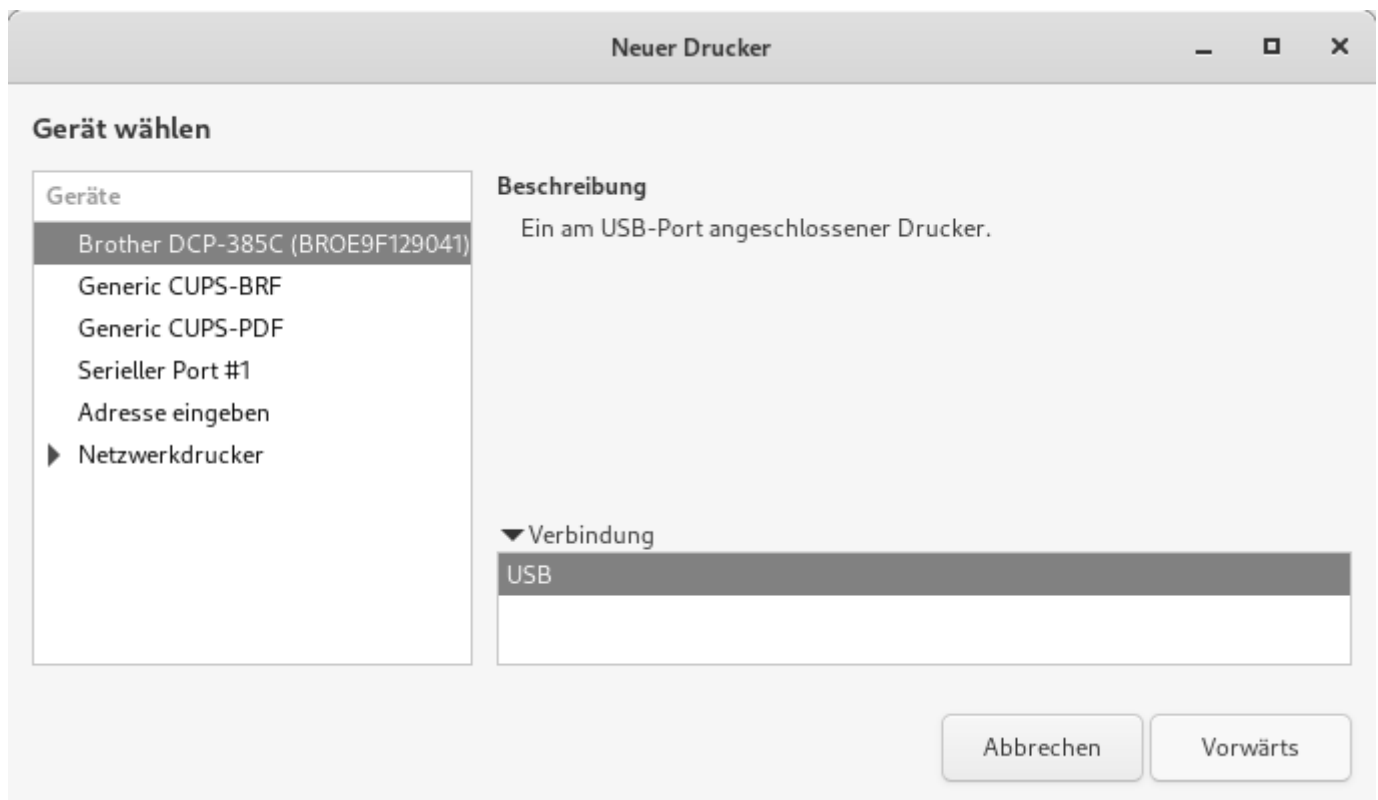 Neuer Drucker
Gerät wählen
Geräte
Brother DCP-385C (BROE9F129041)
Generic CUPS-BRF
Generic CUPS-PDF
Serieller Port #1
Adresse eingeben
Netzwerkdrucker
Beschreibung
Ein am USB-Port angeschlossener Drucker.
Verbindung
USB
Abbrechen
Vorwärts